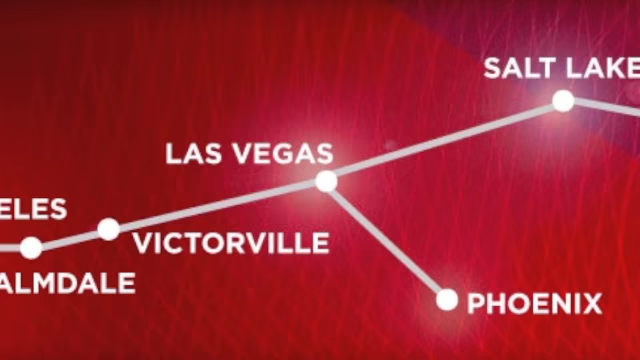 SALT LAKE
LAS VEGAS
ELES
VICTORVILLE
ALMDALE
PHOENIX